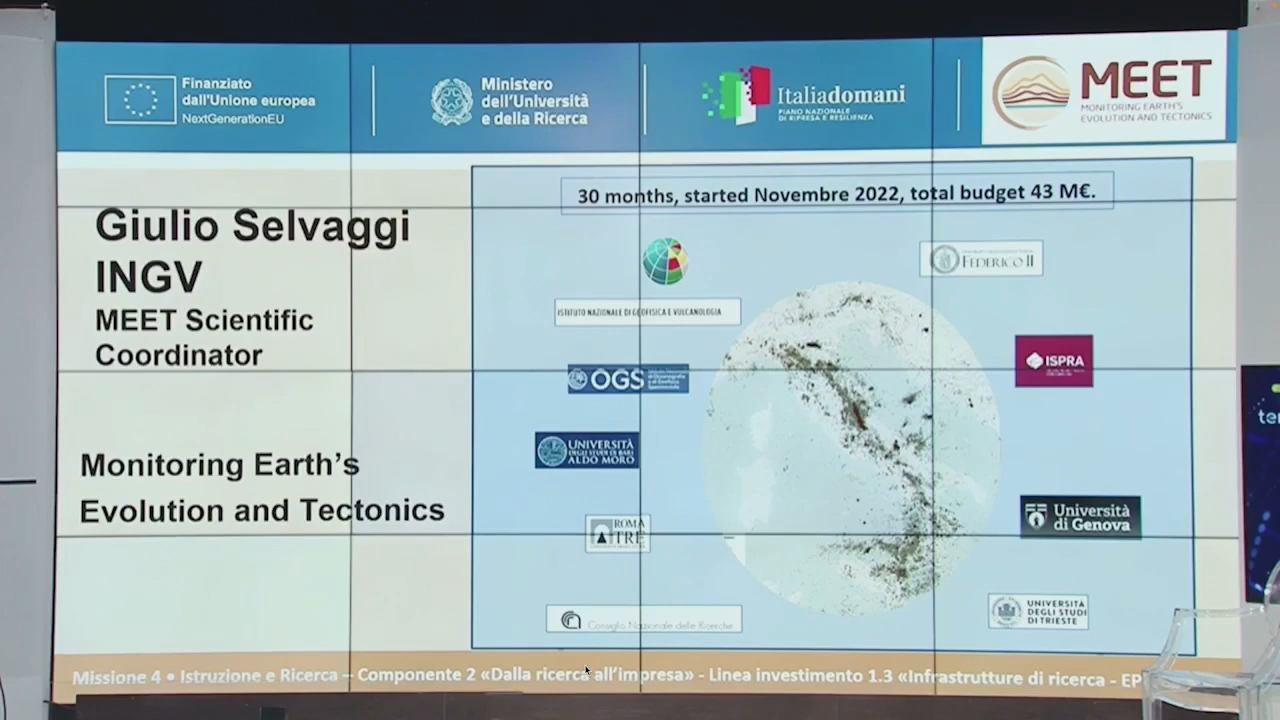 Finanziato
dall'Unione europea
NextGenerationEU
Ministero
dell'Università
e della Ricerca
Italiadomani
PIANO NAZIONALE
DI RIPRESA E RESILIENZA
MEET
MONITORING EARTH'S
EVOLUTION AND TECTONICS
30 months, started Novembre 2022, total budget 43 M€.
Giulio Selvaggi
INGV
MEET Scientific
Coordinator
Monitoring Earth's
Evolution and Tectonics
FEDERICO II
ISTITUTO NAZIONALE DI GEOFISICA E VULCANOLOGIA
ISPRA
OGS
UNIVERSITÀ
DEGLI STUDI DI BARI
ALDO MORO
ROMA
TRE
Università
di Genova
Consiglio Nazionale delle Ricerche
UNIVERSITÀ
DEGLI STUDI
DI TRIESTE
Missione 4 • Istruzione e Ricerca – Componente 2 «Dalla ricerca all'impresa» - Linea investimento 1.3 «Infrastrutture di ricerca - EP